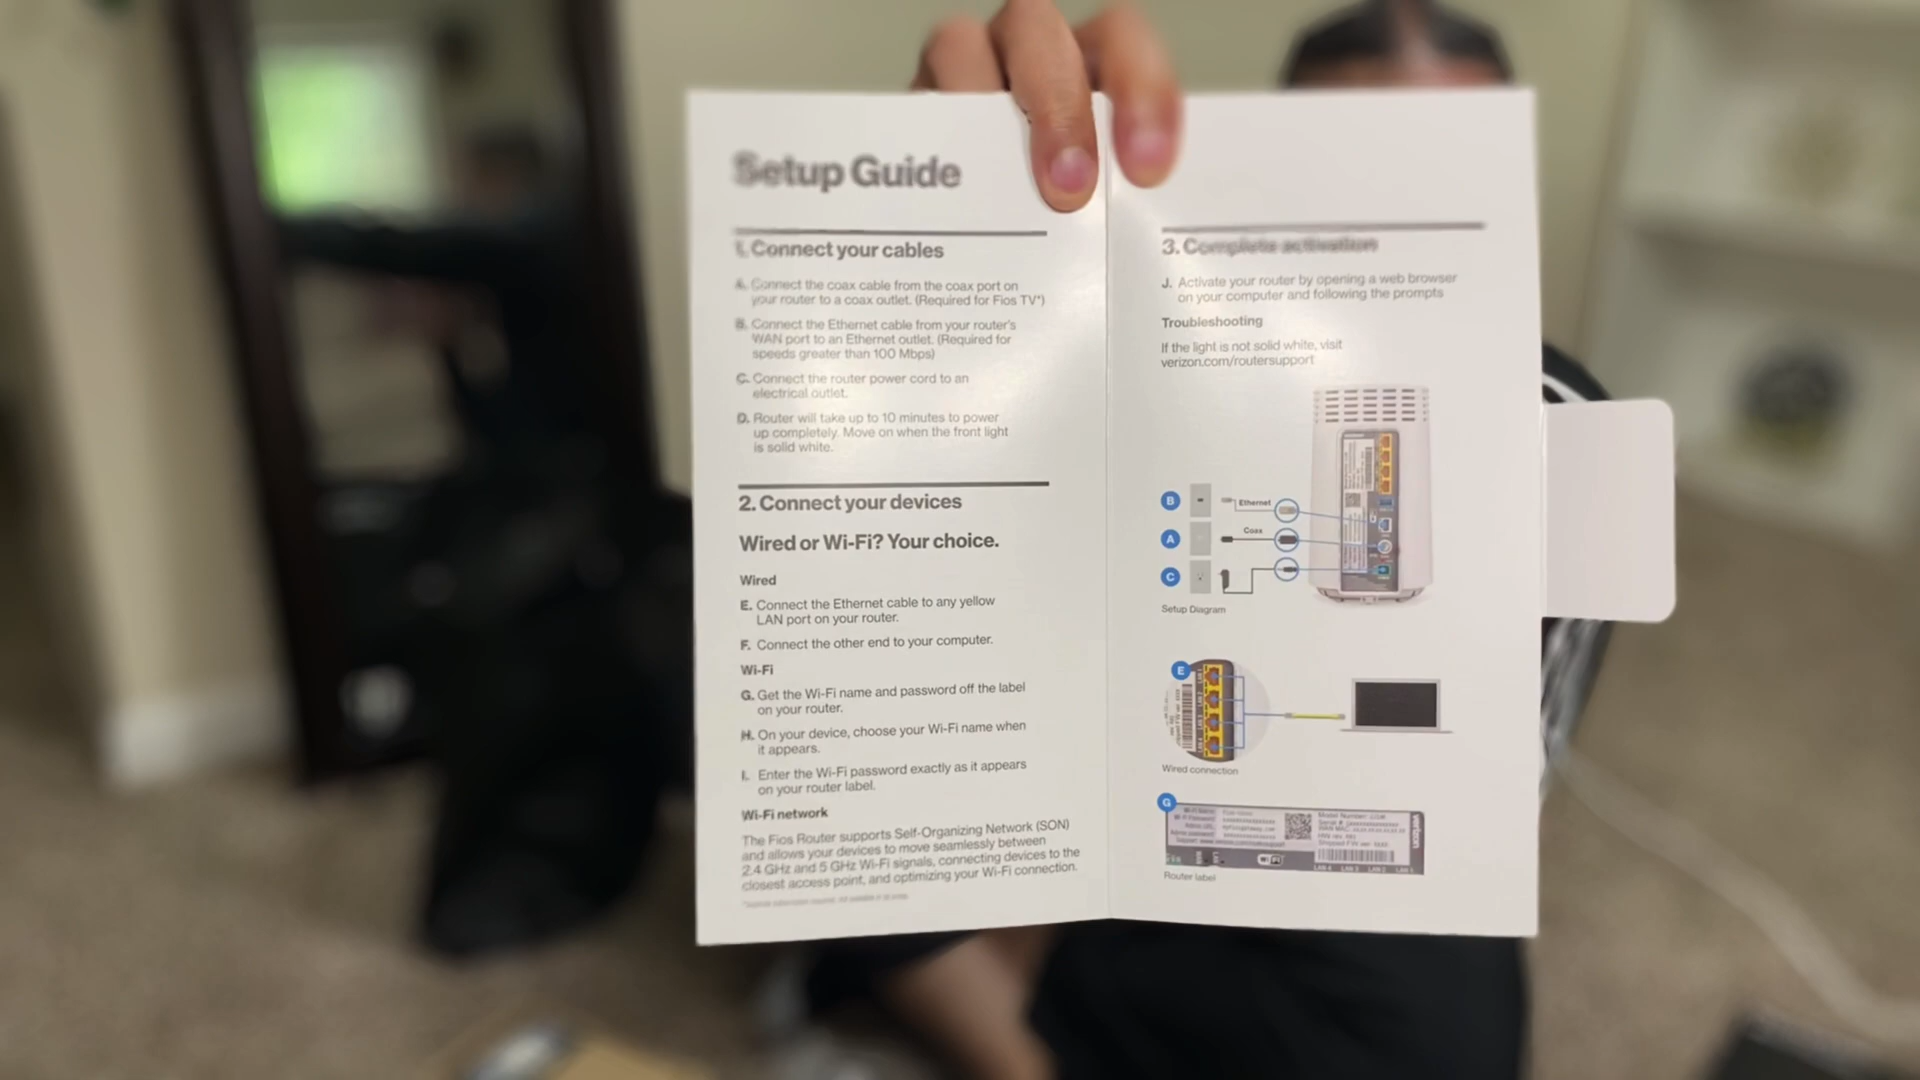 Setup Guide
1. Connect your cables
A. Connect the coax cable from the coax port on
your router to a coax outlet. (Required for Fios TV*)
B. Connect the Ethernet cable from your router's
WAN port to an Ethernet outlet. (Required for
speeds greater than 100 Mbps)
C. Connect the router power cord to an
electrical outlet.
D. Router will take up to 10 minutes to power
up completely. Move on when the front light
is solid white.
2. Connect your devices
Wired or Wi-Fi? Your choice.
Wired
E. Connect the Ethernet cable to any yellow
LAN port on your router.
F. Connect the other end to your computer.
Wi-Fi
G. Get the Wi-Fi name and password off the label
on your router.
H. On your device, choose your Wi-Fi name when
it appears.
I. Enter the Wi-Fi password exactly as it appears
on your router label.
Wi-Fi network
The Fios Router supports Self-Organizing Network (SON)
and allows your devices to move seamlessly between
2.4 GHz and 5 GHz Wi-Fi signals, connecting devices to the
closest access point, and optimizing your Wi-Fi connection.
3. Complete activation
J. Activate your router by opening a web browser
on your computer and following the prompts
Troubleshooting
If the light is not solid white, visit
verizon.com/routersupport
B
Ethernet
A
Coax
C
Setup Diagram
E
Wired connection
G
verizon
Router label